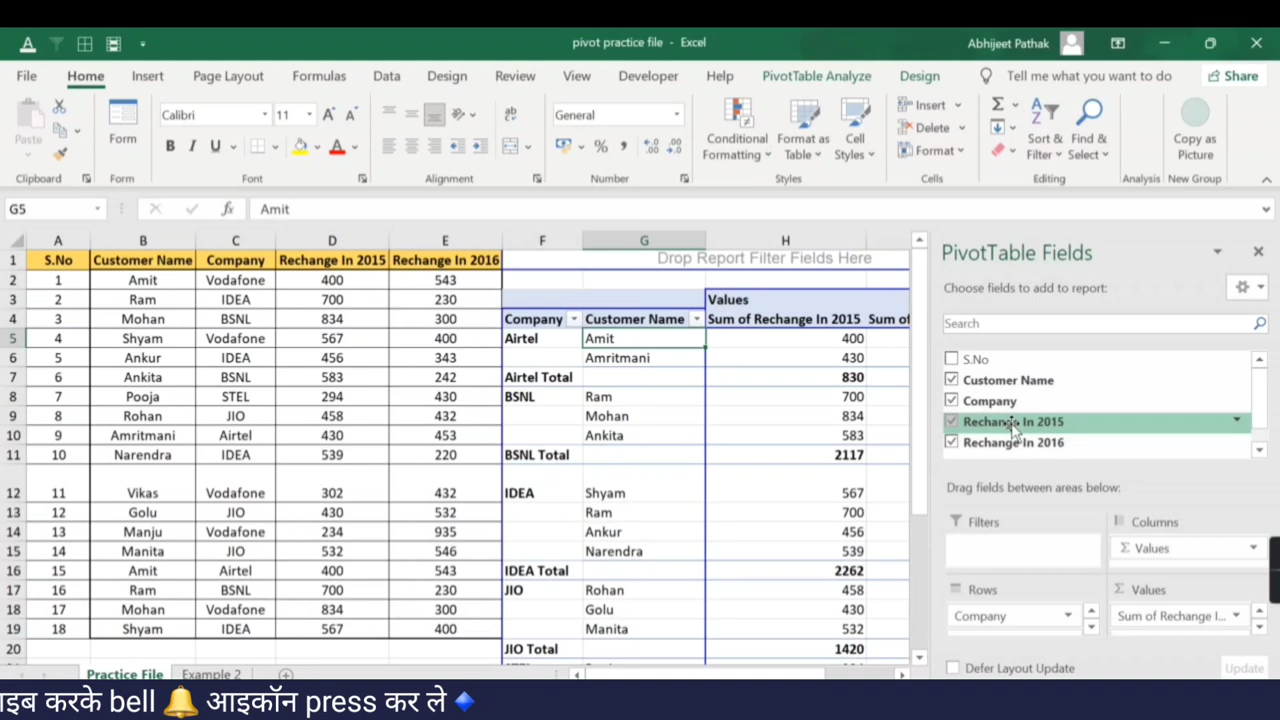 pivot practice file - Excel
Abhijeet Pathak
File Home Insert Page Layout Formulas Data Design Review View Developer Help PivotTable Analyze Design Tell me what you want to do Share
Paste
Form
Calibri 11
B I U
General
Conditional Formatting
Format as Table
Cell Styles
Insert
Delete
Format
Sort & Filter
Find & Select
Copy as Picture
Clipboard Form Font Alignment Number Styles Cells Editing Analysis New Group
G5 fx Amit
A B C D E F G H
1 S.No Customer Name Company Rechange In 2015 Rechange In 2016 Drop Report Filter Fields Here
2 1 Amit Vodafone 400 543
3 2 Ram IDEA 700 230 Values
4 3 Mohan BSNL 834 300 Company Customer Name Sum of Rechange In 2015 Sum of
5 4 Shyam Vodafone 567 400 Airtel Amit 400
6 5 Ankur IDEA 456 343 Amritmani 430
7 6 Ankita BSNL 583 242 Airtel Total 830
8 7 Pooja STEL 294 430 BSNL Ram 700
9 8 Rohan JIO 458 432 Mohan 834
10 9 Amritmani Airtel 430 453 Ankita 583
11 10 Narendra IDEA 539 220 BSNL Total 2117
12 11 Vikas Vodafone 302 432 IDEA Shyam 567
13 12 Golu JIO 430 532 Ram 700
14 13 Manju Vodafone 234 935 Ankur 456
15 14 Manita JIO 532 546 Narendra 539
16 15 Amit Airtel 400 543 IDEA Total 2262
17 16 Ram BSNL 700 230 JIO Rohan 458
18 17 Mohan Vodafone 834 300 Golu 430
19 18 Shyam IDEA 567 400 Manita 532
20 JIO Total 1420
Practice File Example 2
PivotTable Fields
Choose fields to add to report:
Search
S.No
Customer Name
Company
Rechange In 2015
Rechange In 2016
Drag fields between areas below:
Filters
Columns
Σ Values
Rows
Σ Values
Company
Sum of Rechange I...
Defer Layout Update
Update
करके bell 🔔 आइकॉन press कर ले🔹